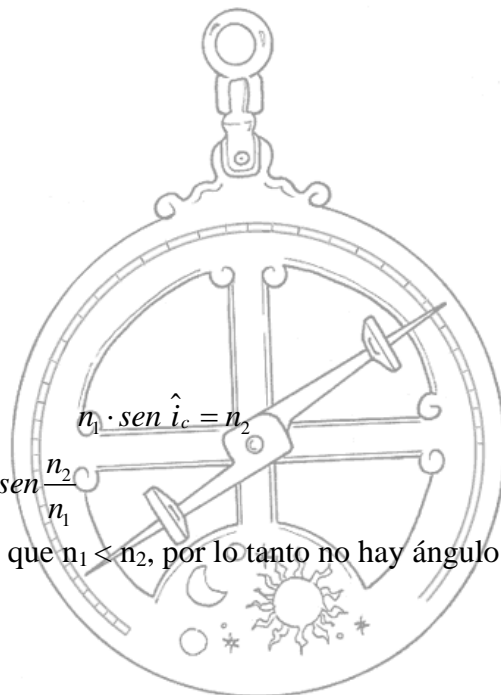 n₁ · sen î_c = n₂
sen n₂/n₁
que n₁ < n₂, por lo tanto no hay ángulo